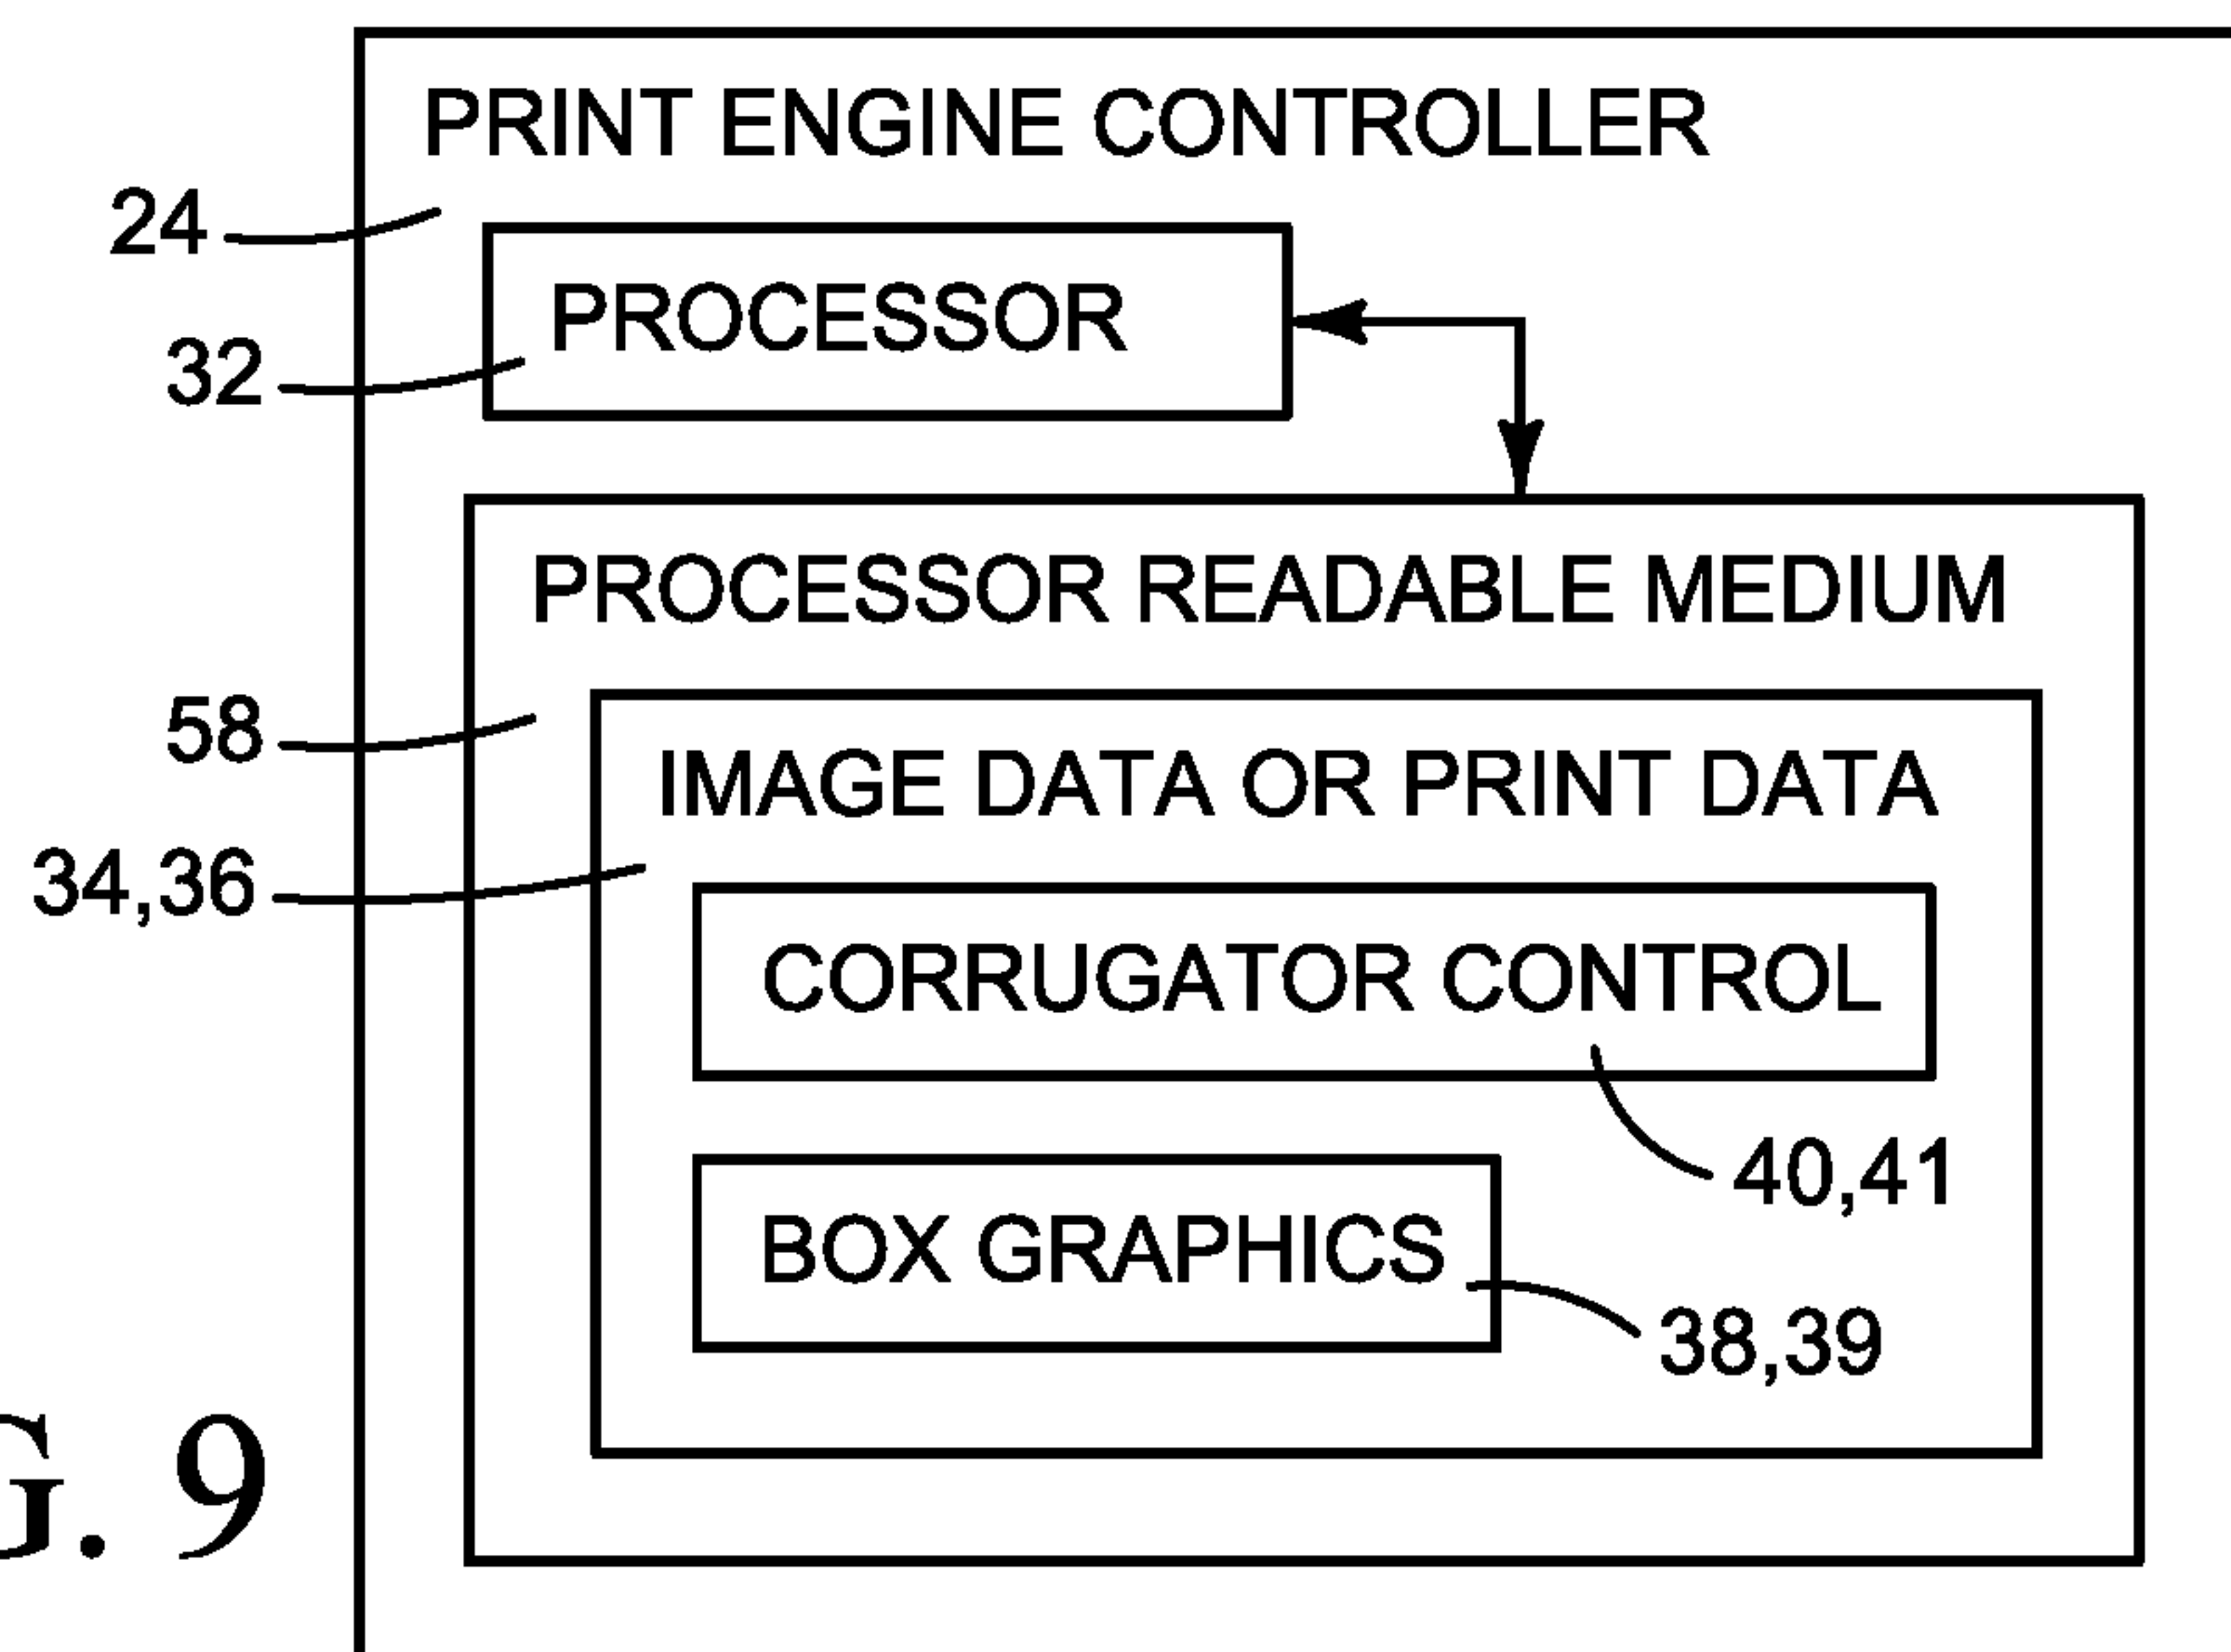 PRINT ENGINE CONTROLLER
24
PROCESSOR
32
PROCESSOR READABLE MEDIUM
58
IMAGE DATA OR PRINT DATA
34,36
CORRUGATOR CONTROL
40,41
BOX GRAPHICS
38,39
G. 9